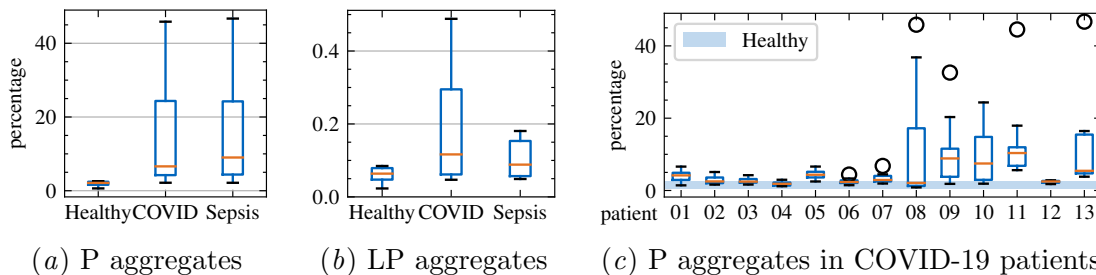 percentage
40
20
0
Healthy COVID Sepsis
(a) P aggregates
0.4
0.2
0.0
Healthy COVID Sepsis
(b) LP aggregates
percentage
40
30
20
10
0
Healthy
patient 01 02 03 04 05 06 07 08 09 10 11 12 13
(c) P aggregates in COVID-19 patients